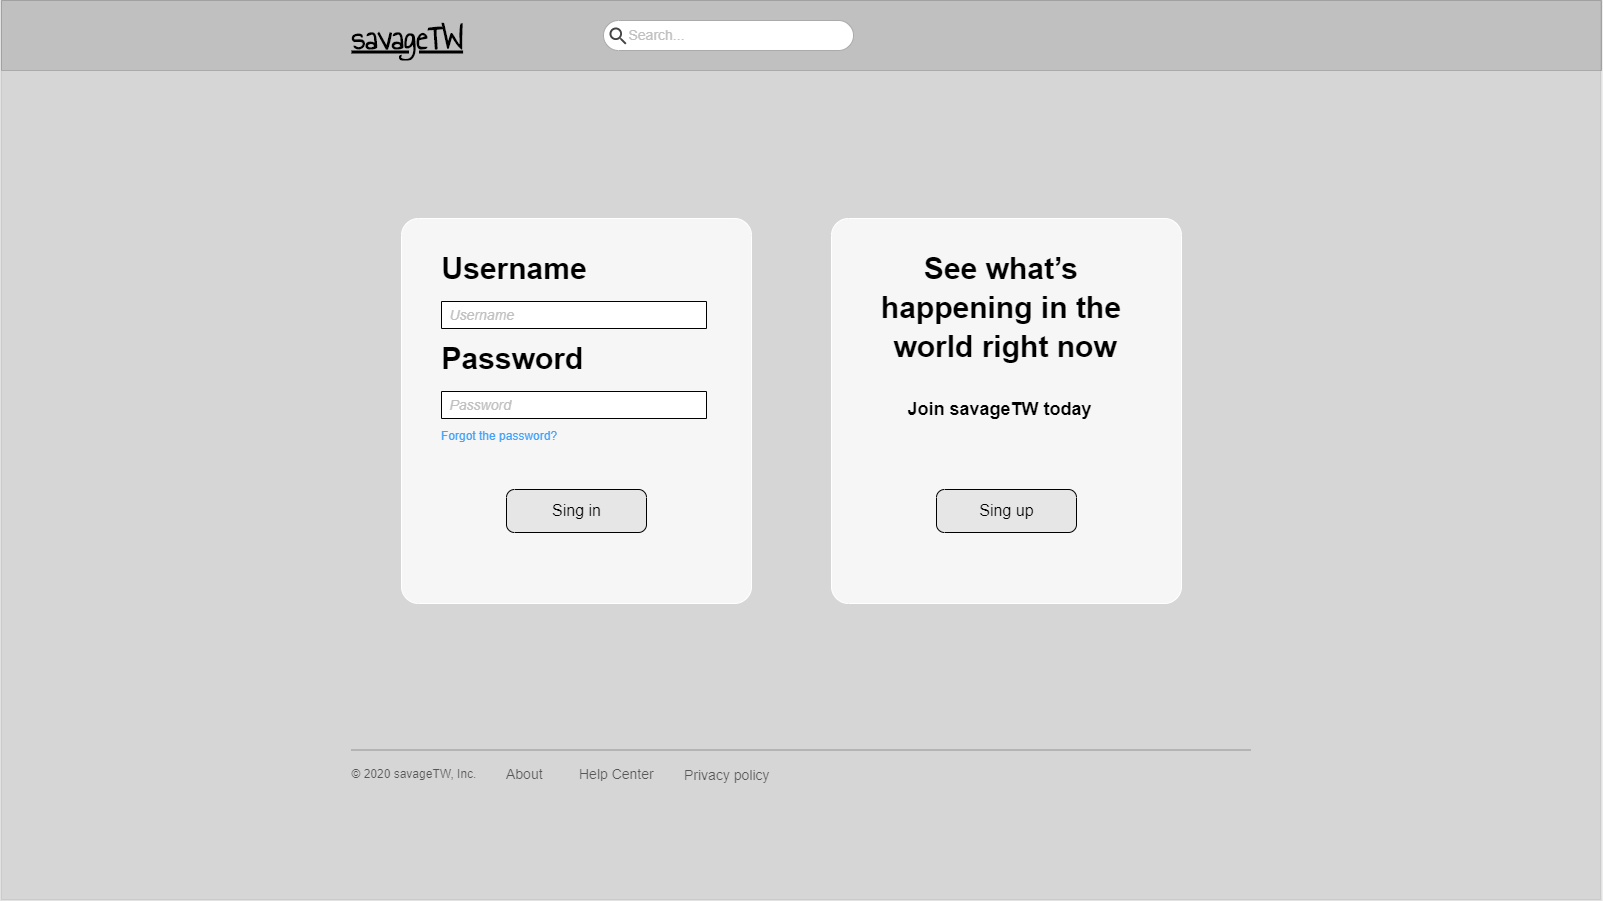 savageTW
Search...
Username
Username
Password
Password
Forgot the password?
Sing in
See what’s
happening in the
world right now
Join savageTW today
Sing up
© 2020 savageTW, Inc.
About
Help Center
Privacy policy